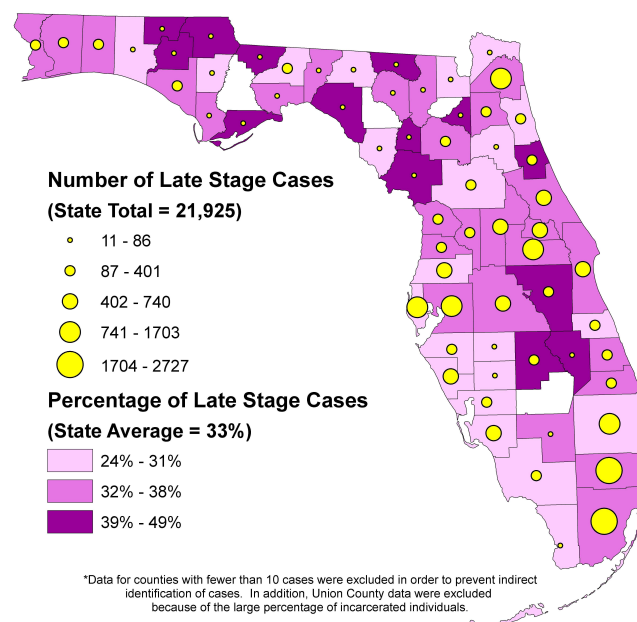 Number of Late Stage Cases
(State Total = 21,925)
11 - 86
87 - 401
402 - 740
741 - 1703
1704 - 2727
Percentage of Late Stage Cases
(State Average = 33%)
24% - 31%
32% - 38%
39% - 49%
*Data for counties with fewer than 10 cases were excluded in order to prevent indirect
identification of cases.  In addition, Union County data were excluded
because of the large percentage of incarcerated individuals.